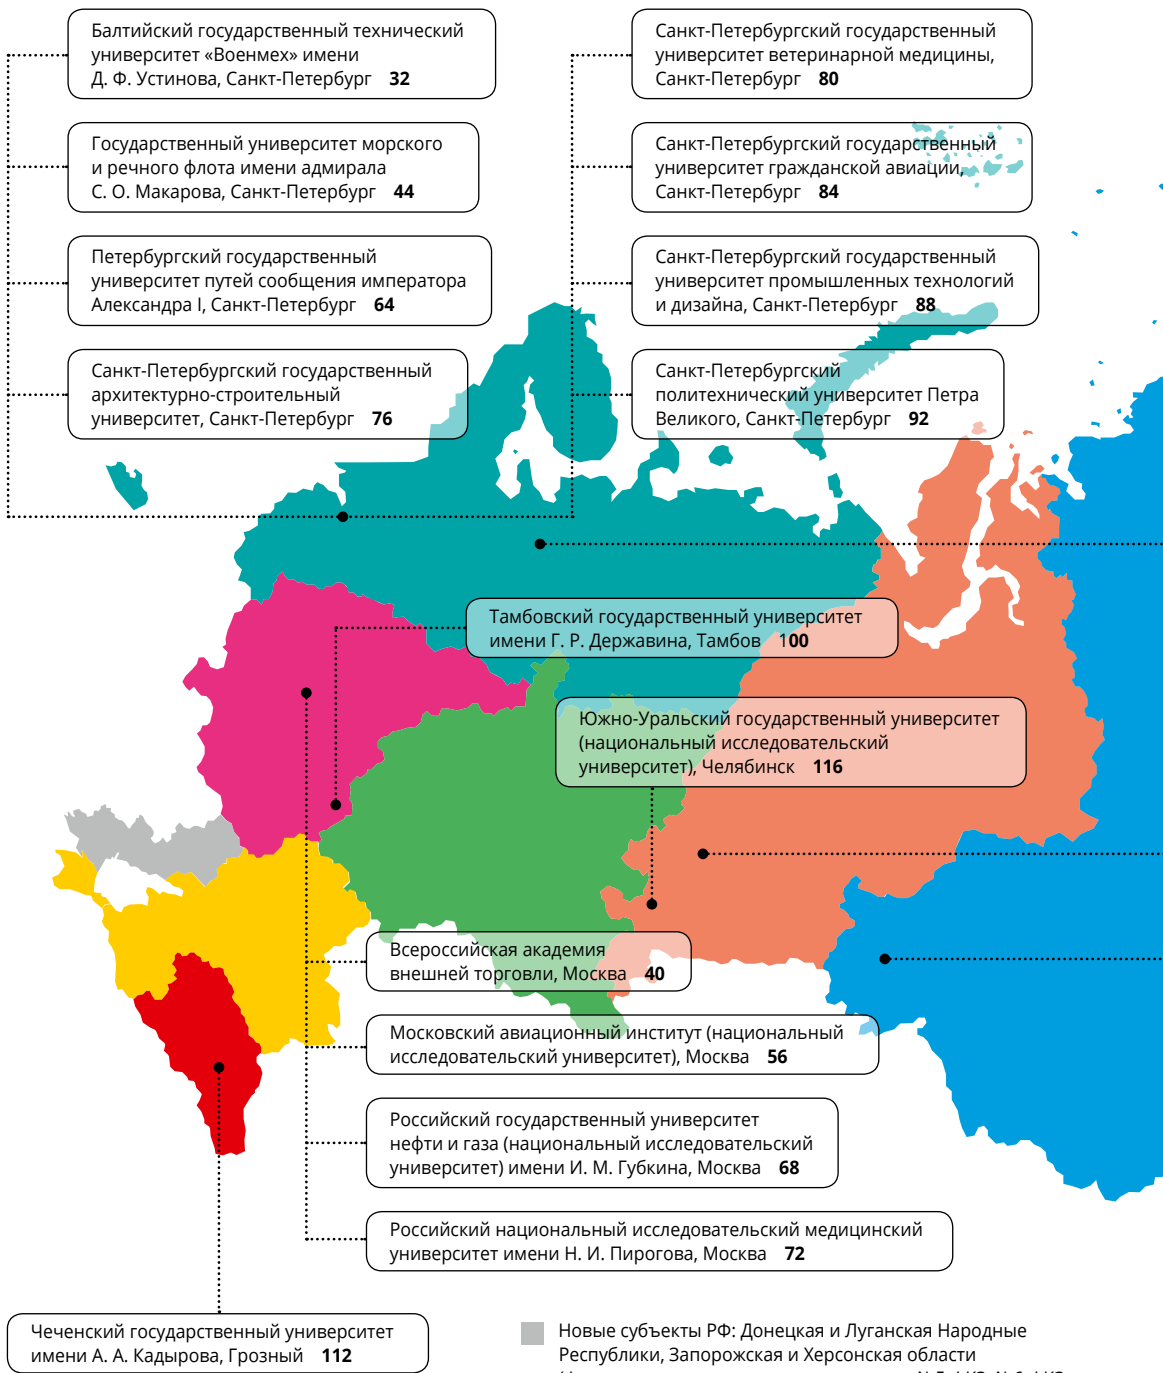 Балтийский государственный технический
университет «Военмех» имени
Д. Ф. Устинова, Санкт-Петербург 32
Государственный университет морского
и речного флота имени адмирала
С. О. Макарова, Санкт-Петербург 44
Петербургский государственный
университет путей сообщения императора
Александра I, Санкт-Петербург 64
Санкт-Петербургский государственный
архитектурно-строительный
университет, Санкт-Петербург 76
Санкт-Петербургский государственный
университет ветеринарной медицины,
Санкт-Петербург 80
Санкт-Петербургский государственный
университет гражданской авиации,
Санкт-Петербург 84
Санкт-Петербургский государственный
университет промышленных технологий
и дизайна, Санкт-Петербург 88
Санкт-Петербургский
политехнический университет Петра
Великого, Санкт-Петербург 92
Тамбовский государственный университет
имени Г. Р. Державина, Тамбов 100
Южно-Уральский государственный университет
(национальный исследовательский
университет), Челябинск 116
Всероссийская академия
внешней торговли, Москва 40
Московский авиационный институт (национальный
исследовательский университет), Москва 56
Российский государственный университет
нефти и газа (национальный исследовательский
университет) имени И. М. Губкина, Москва 68
Российский национальный исследовательский медицинский
университет имени Н. И. Пирогова, Москва 72
Чеченский государственный университет
имени А. А. Кадырова, Грозный 112
Новые субъекты РФ: Донецкая и Луганская Народные
Республики, Запорожская и Херсонская области